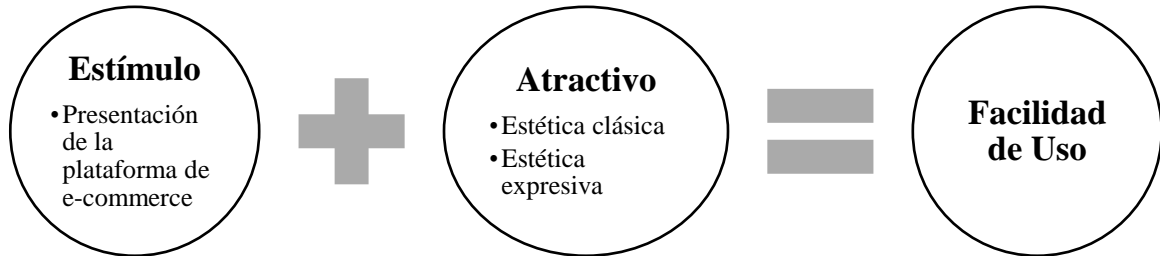 Estímulo
•Presentación
de la
plataforma de
e-commerce
Atractivo
•Estética clásica
•Estética
expresiva
Facilidad
de Uso